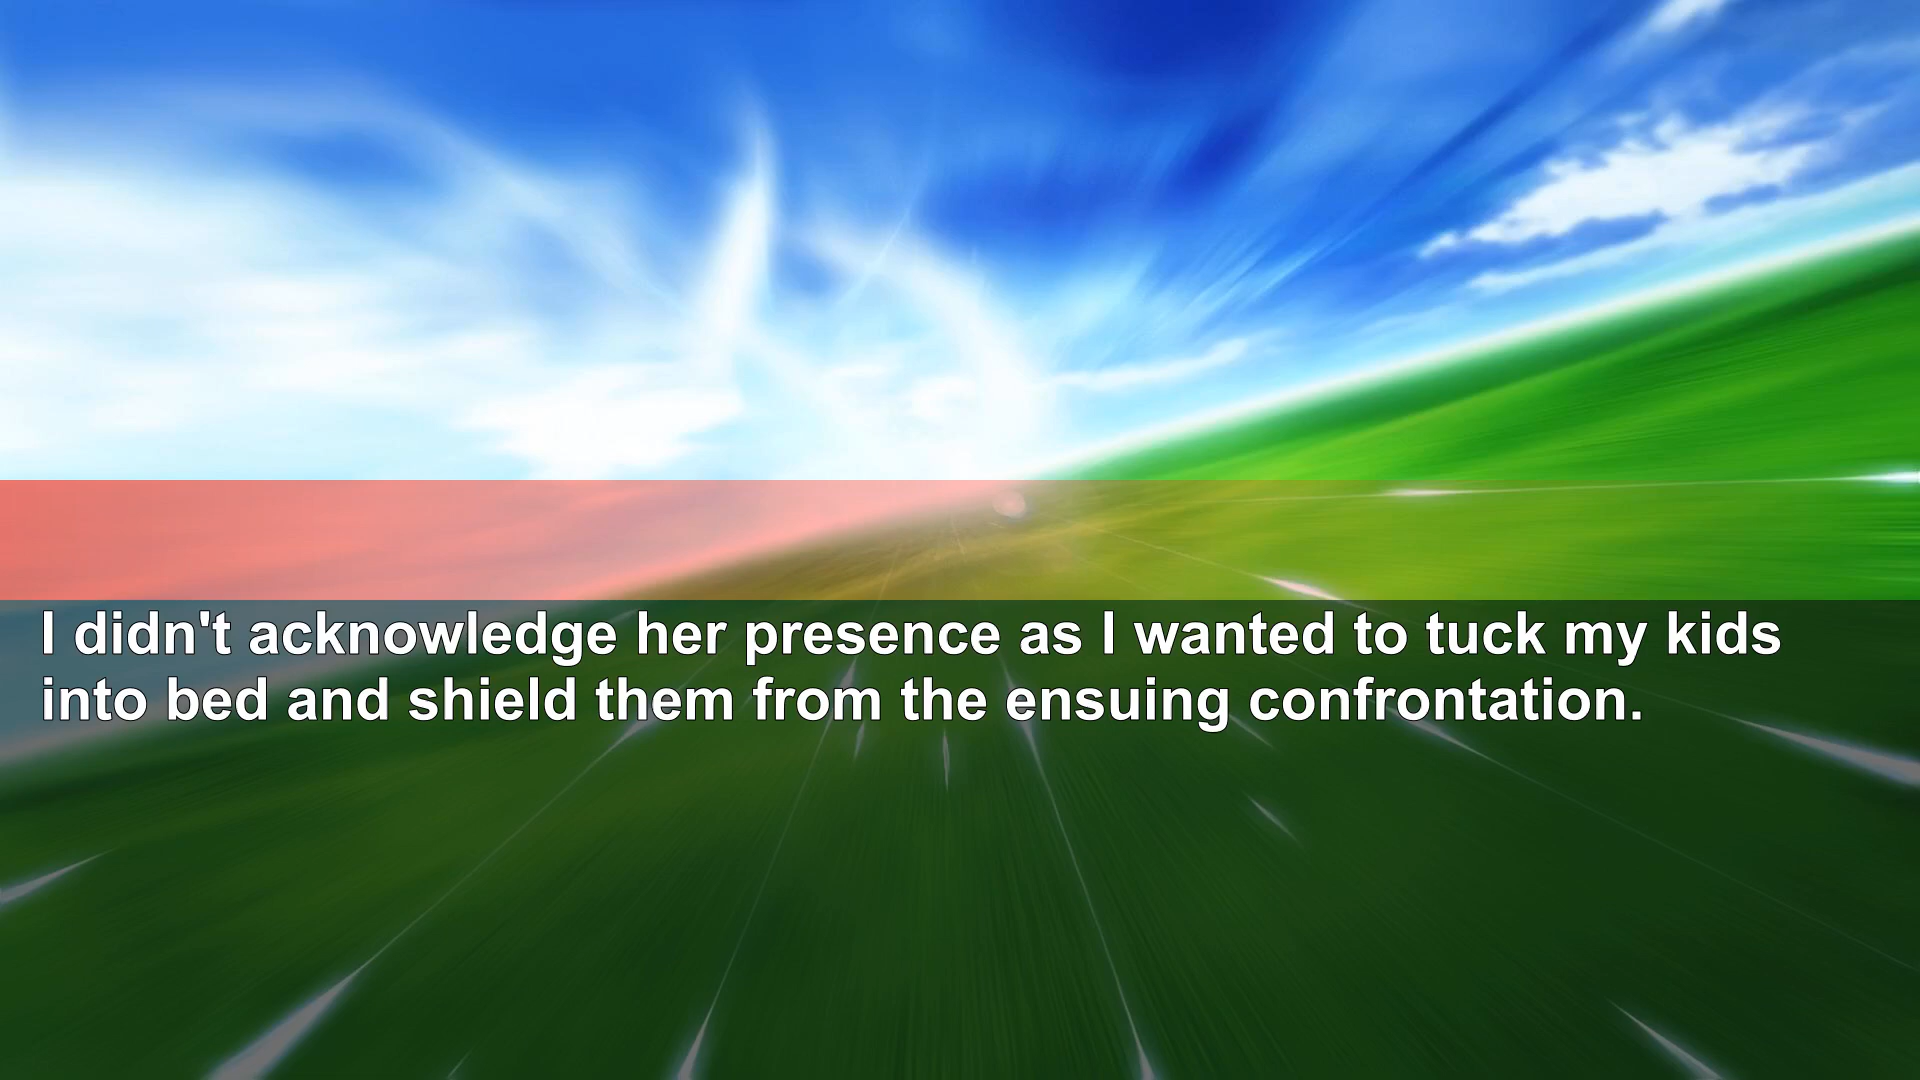 I didn't acknowledge her presence as I wanted to tuck my kids
into bed and shield them from the ensuing confrontation.